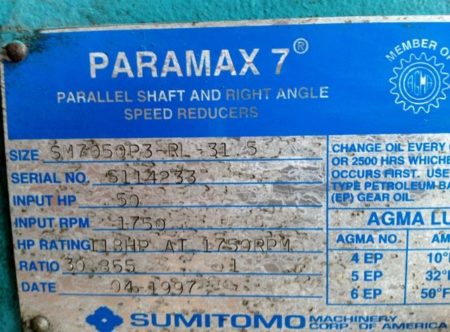 PARAMAX 7®
PARALLEL SHAFT AND RIGHT ANGLE
SPEED REDUCERS
MEMBER OF
AGMA
SIZE SM7050P3-RL-31.5
SERIAL NO. 5114233
INPUT HP 50
INPUT RPM 1750
HP RATING 118HP AT 1750RPM
RATIO 30.855 1
DATE 04-1997
CHANGE OIL EVERY
OR 2500 HRS WHICHE
OCCURS FIRST. USE
TYPE PETROLEUM BA
(EP) GEAR OIL.
AGMA LU
AGMA NO. AM
4 EP 10°
5 EP 32°
6 EP 50°F
SUMITOMO MACHINERY
CORP. OF AMERICA